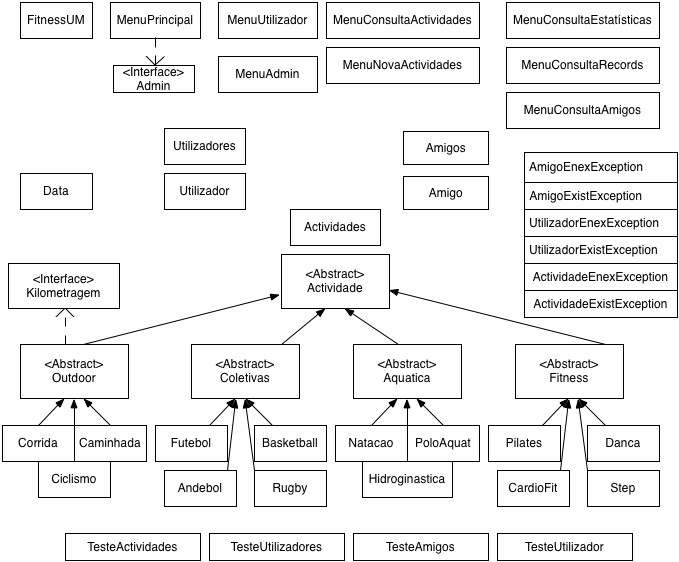 FitnessUM
MenuPrincipal
MenuUtilizador
MenuConsultaActividades
MenuConsultaEstatísticas
<Interface>
Admin
MenuAdmin
MenuNovaActividades
MenuConsultaRecords
MenuConsultaAmigos
Utilizadores
Amigos
AmigoEnexException
Data
Utilizador
Amigo
AmigoExistException
Actividades
UtilizadorEnexException
UtilizadorExistException
<Interface>
Kilometragem
<Abstract>
Actividade
ActividadeEnexException
ActividadeExistException
<Abstract>
Outdoor
<Abstract>
Coletivas
<Abstract>
Aquatica
<Abstract>
Fitness
Corrida
Caminhada
Futebol
Basketball
Natacao
PoloAquat
Pilates
Danca
Ciclismo
Andebol
Rugby
Hidroginastica
CardioFit
Step
TesteActividades
TesteUtilizadores
TesteAmigos
TesteUtilizador